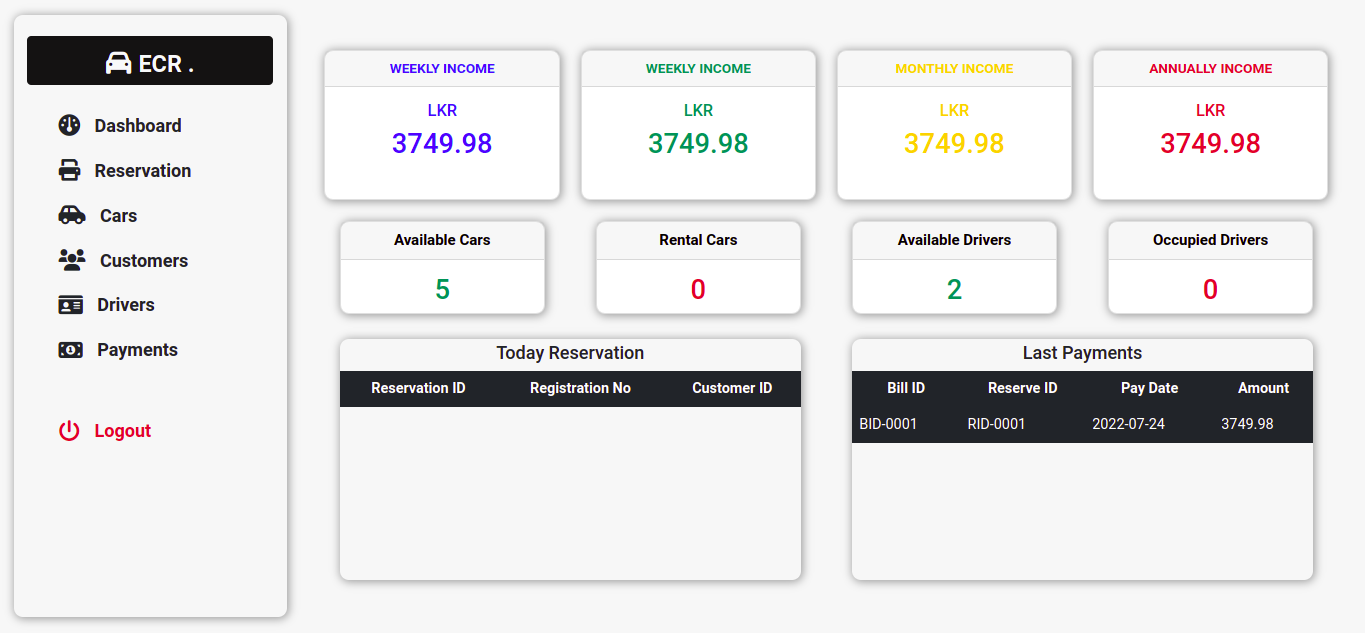 ECR .
Dashboard
Reservation
Cars
Customers
Drivers
Payments
Logout
WEEKLY INCOME
LKR
3749.98
WEEKLY INCOME
LKR
3749.98
MONTHLY INCOME
LKR
3749.98
ANNUALLY INCOME
LKR
3749.98
Available Cars
5
Rental Cars
0
Available Drivers
2
Occupied Drivers
0
Today Reservation
Reservation ID Registration No Customer ID
Last Payments
Bill ID Reserve ID Pay Date Amount
BID-0001 RID-0001 2022-07-24 3749.98